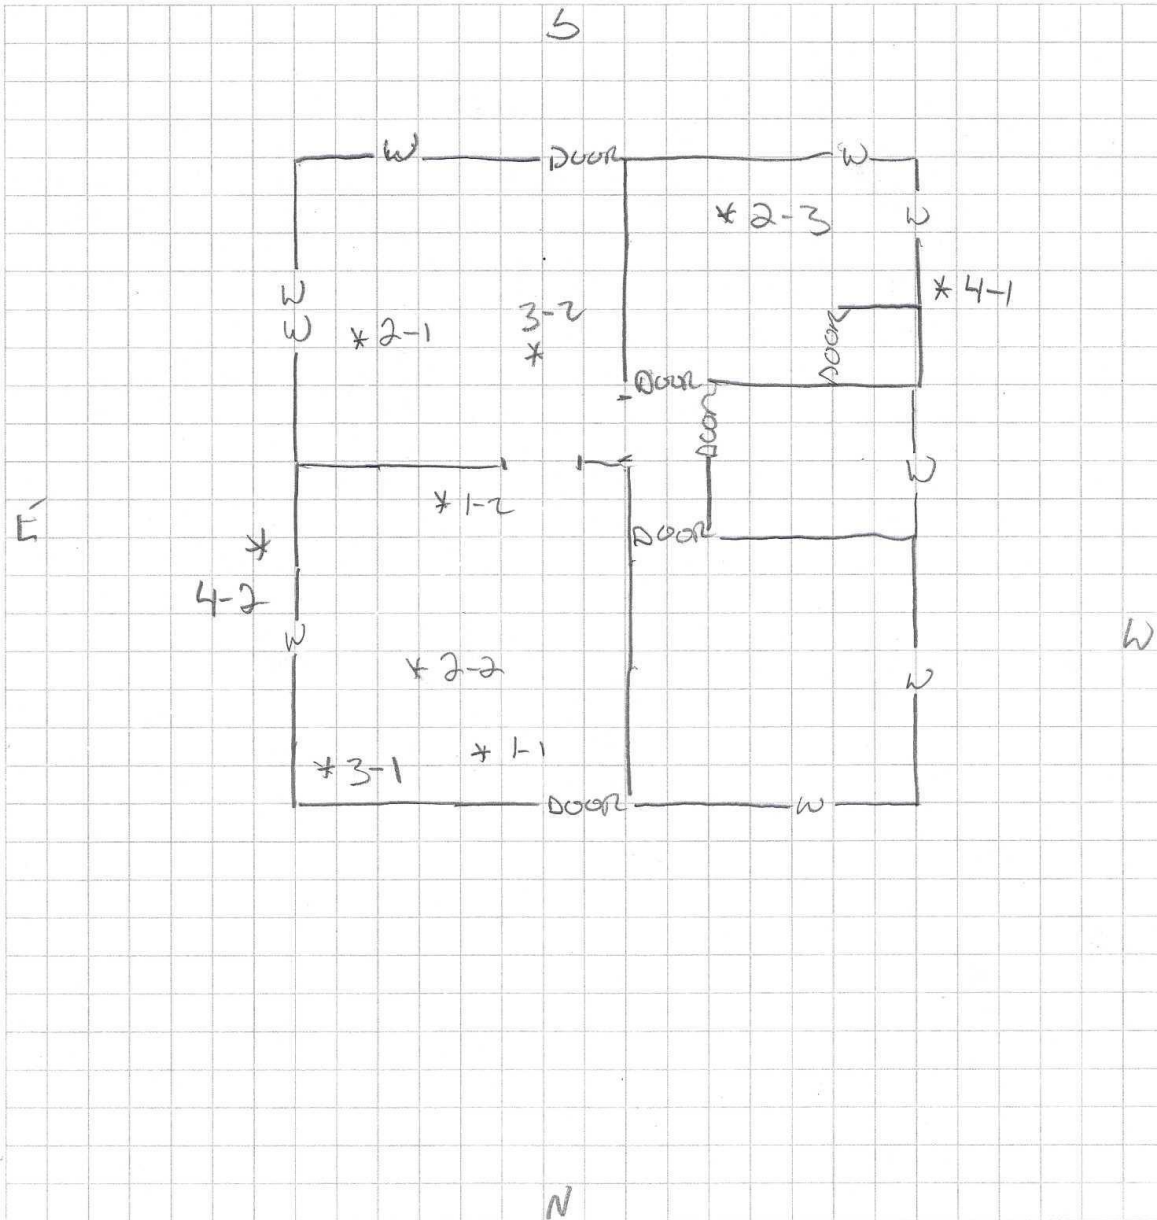 S
W DOOR W
* 2-3 W
W * 4-1
W * 2-1 3-2 * DOOR
DOOR
DOOR
* 1-2 W
E * DOOR
4-2
W W
* 2-2 W
* 1-1
* 3-1
DOOR W
N